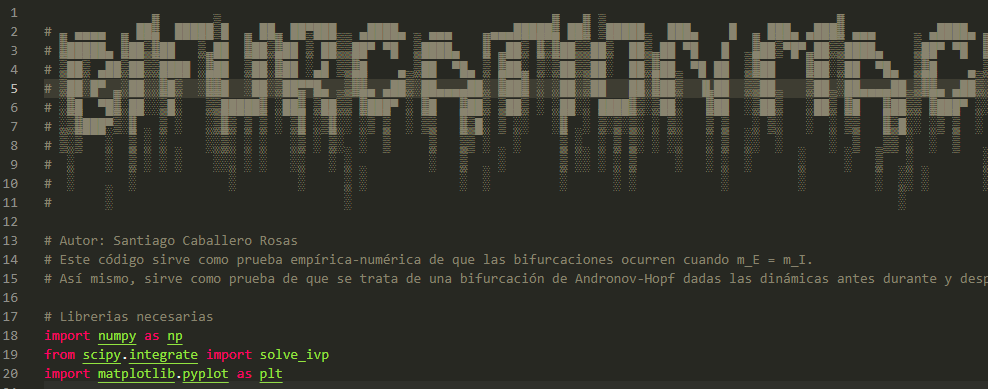 1
2 #
3 #
4 #
5 #
6 #
7 #
8 #
9 #
10 #
11 #
12
13 # Autor: Santiago Caballero Rosas
14 # Este código sirve como prueba empírica-numérica de que las bifurcaciones ocurren cuando m_E = m_I.
15 # Así mismo, sirve como prueba de que se trata de una bifurcación de Andronov-Hopf dadas las dinámicas antes durante y desp
16
17 # Librerias necesarias
18 import numpy as np
19 from scipy.integrate import solve_ivp
20 import matplotlib.pyplot as plt